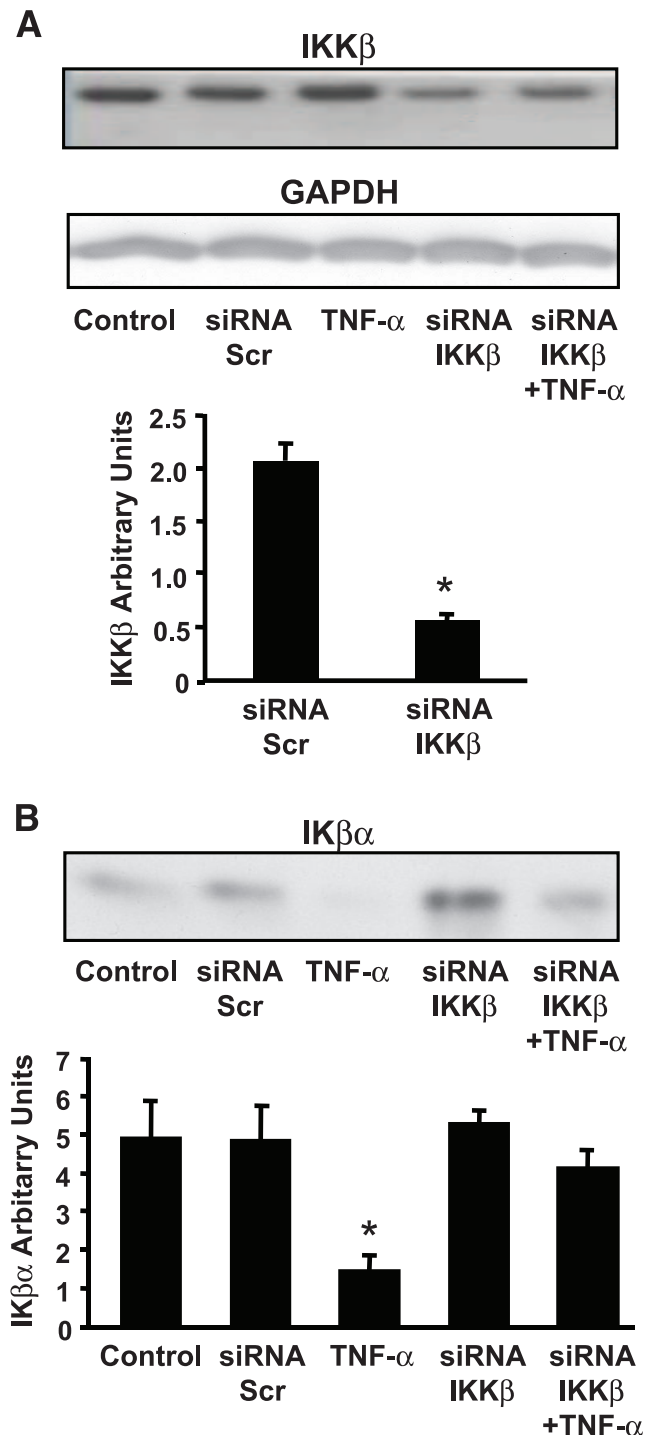 A
IKKβ
GAPDH
Control siRNA TNF-α siRNA siRNA
Scr IKKβ IKKβ
+TNF-α
IKKβ Arbitrary Units
2.5
2.0
1.5
1.0
0.5
0
*
siRNA siRNA
Scr IKKβ
B
IKβα
Control siRNA TNF-α siRNA siRNA
Scr IKKβ IKKβ
+TNF-α
IKβα Arbitarry Units
7
6
5
4
3
2
1
0
*
Control siRNA TNF-α siRNA siRNA
Scr IKKβ IKKβ
+TNF-α